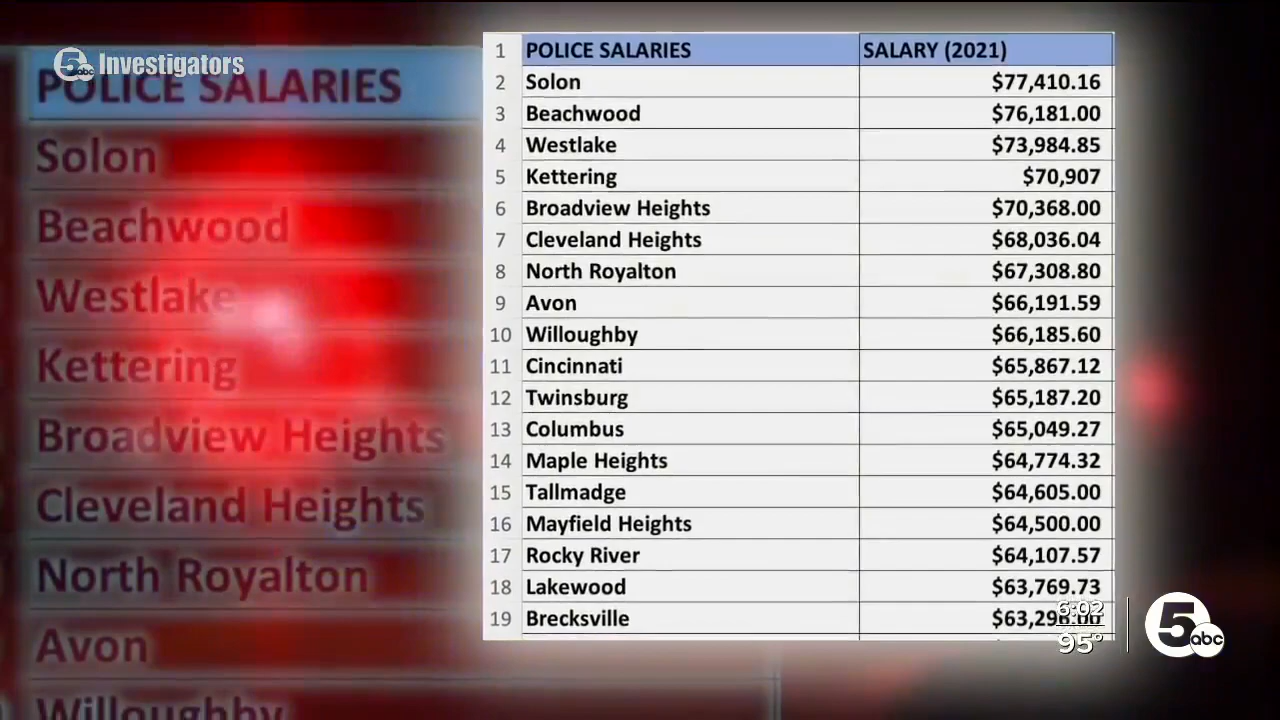 5 abc Investigators
POLICE SALARIES
Solon
Beachwood
Westlake
Kettering
Broadview Heights
Cleveland Heights
North Royalton
Avon
Willoughby
1 POLICE SALARIES SALARY (2021)
2 Solon $77,410.16
3 Beachwood $76,181.00
4 Westlake $73,984.85
5 Kettering $70,907
6 Broadview Heights $70,368.00
7 Cleveland Heights $68,036.04
8 North Royalton $67,308.80
9 Avon $66,191.59
10 Willoughby $66,185.60
11 Cincinnati $65,867.12
12 Twinsburg $65,187.20
13 Columbus $65,049.27
14 Maple Heights $64,774.32
15 Tallmadge $64,605.00
16 Mayfield Heights $64,500.00
17 Rocky River $64,107.57
18 Lakewood $63,769.73
19 Brecksville
6:02
95°
5 abc